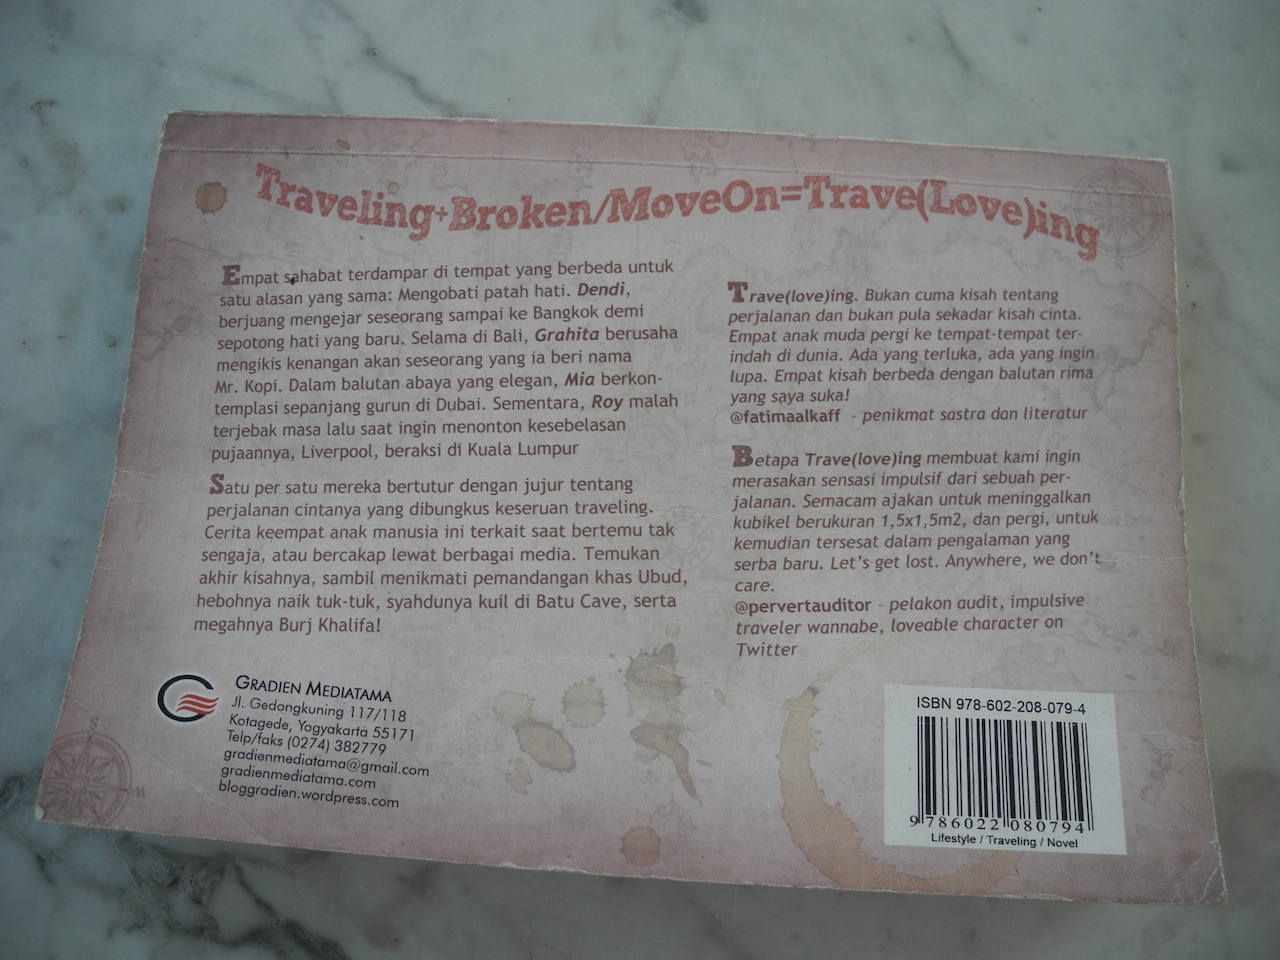 Traveling+Broken/MoveOn=Trave(Love)ing
Empat sahabat terdampar di tempat yang berbeda untuk
satu alasan yang sama: Mengobati patah hati. Dendi,
berjuang mengejar seseorang sampai ke Bangkok demi
sepotong hati yang baru. Selama di Bali, Grahita berusaha
mengikis kenangan akan seseorang yang ia beri nama
Mr. Kopi. Dalam balutan abaya yang elegan, Mia berkon-
templasi sepanjang gurun di Dubai. Sementara, Roy malah
terjebak masa lalu saat ingin menonton kesebelasan
pujaannya, Liverpool, beraksi di Kuala Lumpur
Satu per satu mereka bertutur dengan jujur tentang
perjalanan cintanya yang dibungkus keseruan traveling.
Cerita keempat anak manusia ini terkait saat bertemu tak
sengaja, atau bercakap lewat berbagai media. Temukan
akhir kisahnya, sambil menikmati pemandangan khas Ubud,
hebohnya naik tuk-tuk, syahdunya kuil di Batu Cave, serta
megahnya Burj Khalifa!
Trave(love)ing. Bukan cuma kisah tentang
perjalanan dan bukan pula sekadar kisah cinta.
Empat anak muda pergi ke tempat-tempat ter-
indah di dunia. Ada yang terluka, ada yang ingin
lupa. Empat kisah berbeda dengan balutan rima
yang saya suka!
@fatimaalkaff - penikmat sastra dan literatur
Betapa Trave(love)ing membuat kami ingin
merasakan sensasi impulsif dari sebuah per-
jalanan. Semacam ajakan untuk meninggalkan
kubikel berukuran 1,5x1,5m2, dan pergi, untuk
kemudian tersesat dalam pengalaman yang
serba baru. Let's get lost. Anywhere, we don't
care.
@pervertauditor - pelakon audit, impulsive
traveler wannabe, loveable character on
Twitter
GRADIEN MEDIATAMA
Jl. Gedongkuning 117/118
Kotagede, Yogyakarta 55171
Telp/faks (0274) 382779
gradienmediatama@gmail.com
gradienmediatama.com
bloggradien.wordpress.com
ISBN 978-602-208-079-4
9 786022 080794
Lifestyle / Traveling / Novel